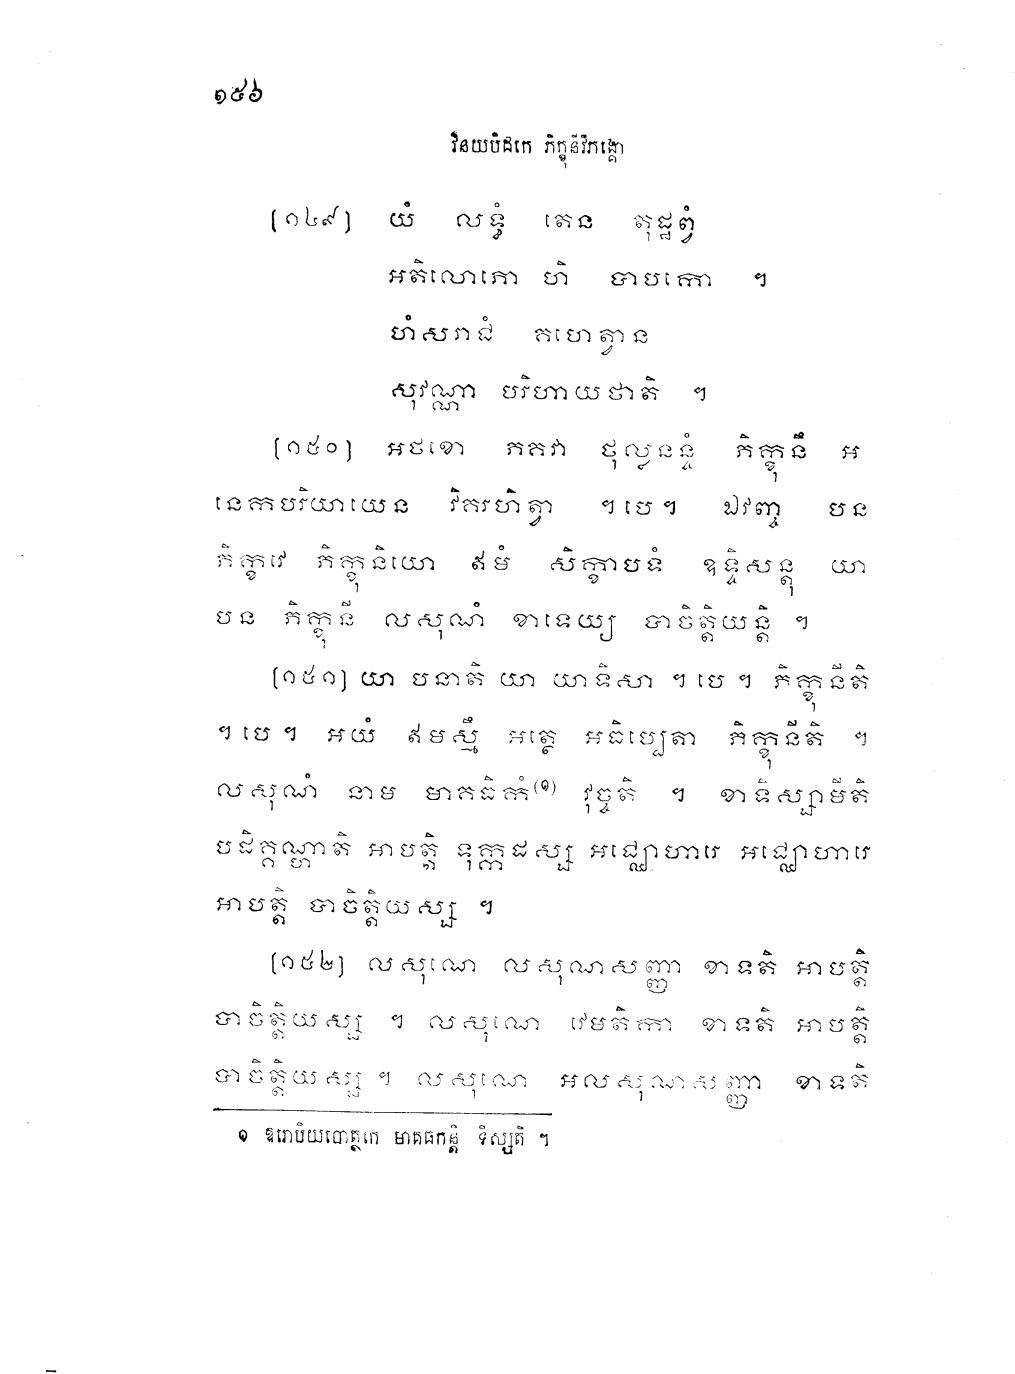 ១៥៦
វិនយបិដកេ ភិក្ខុនីវិភង្គោ
[១៤៩] យំ លទ្ធំ តេន តុដ្ឋព្វំ
អតិលោភោ ហិ បាបកោ ។
ហំសរាជំ គហេត្វាន
សុវណ្ណា បរិហាយថាតិ ។
[១៥០] អថខោ ភគវា ថុល្លនន្ទំ ភិក្ខុនឹ អ
នេកបរិយាយេន វិគរហិត្វា ។ បេ ។ ឯវញ្ច បន
ភិក្ខវេ ភិក្ខុនិយោ ឥមំ សិក្ខាបទំ ឧទ្ទិសន្តុ យា
បន ភិក្ខុនី លសុណំ ខាទេយ្យ បាចិត្តិយន្តិ ។
[១៥១] យា បនាតិ យា យាទិសា ។ បេ ។ ភិក្ខុនីតិ
។ បេ ។ អយំ ឥមស្មឹ អត្ថេ អធិប្បេតា ភិក្ខុនីតិ ។
លសុណំ នាម មាគធិកំ(១) វុច្ចតិ ។ ខាទិស្សាមីតិ
បដិគ្គណ្ហាតិ អាបត្តិ ទុក្កដស្ស អជ្ឈោហារេ អជ្ឈោហារេ
អាបត្តិ បាចិត្តិយស្ស ។
[១៥២] លសុណេ លសុណសញ្ញា ខាទតិ អាបត្តិ
បាចិត្តិយស្ស ។ លសុណេ វេមតិកា ខាទតិ អាបត្តិ
បាចិត្តិយស្ស ។ លសុណេ អលសុណសញ្ញា ខាទតិ
១ ឱរោបិយបោត្ថកេ មាគធកន្តិ ទិស្សតិ ។